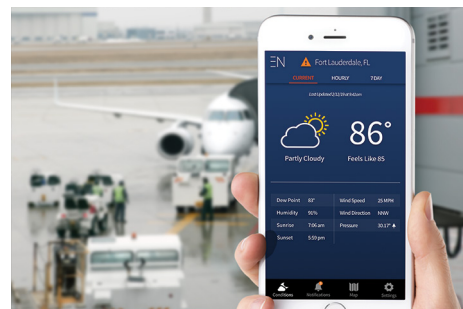 EN
Fort Lauderdale, FL
CURRENT HOURLY 7 DAY
Partly Cloudy
86°
Feels Like 85
Dew Point 83° Wind Speed 25 MPH
Humidity 91% Wind Direction NNW
Sunrise 7:06 am Pressure 30.17"
Sunset 5:59 pm
Conditions Notifications Map Settings